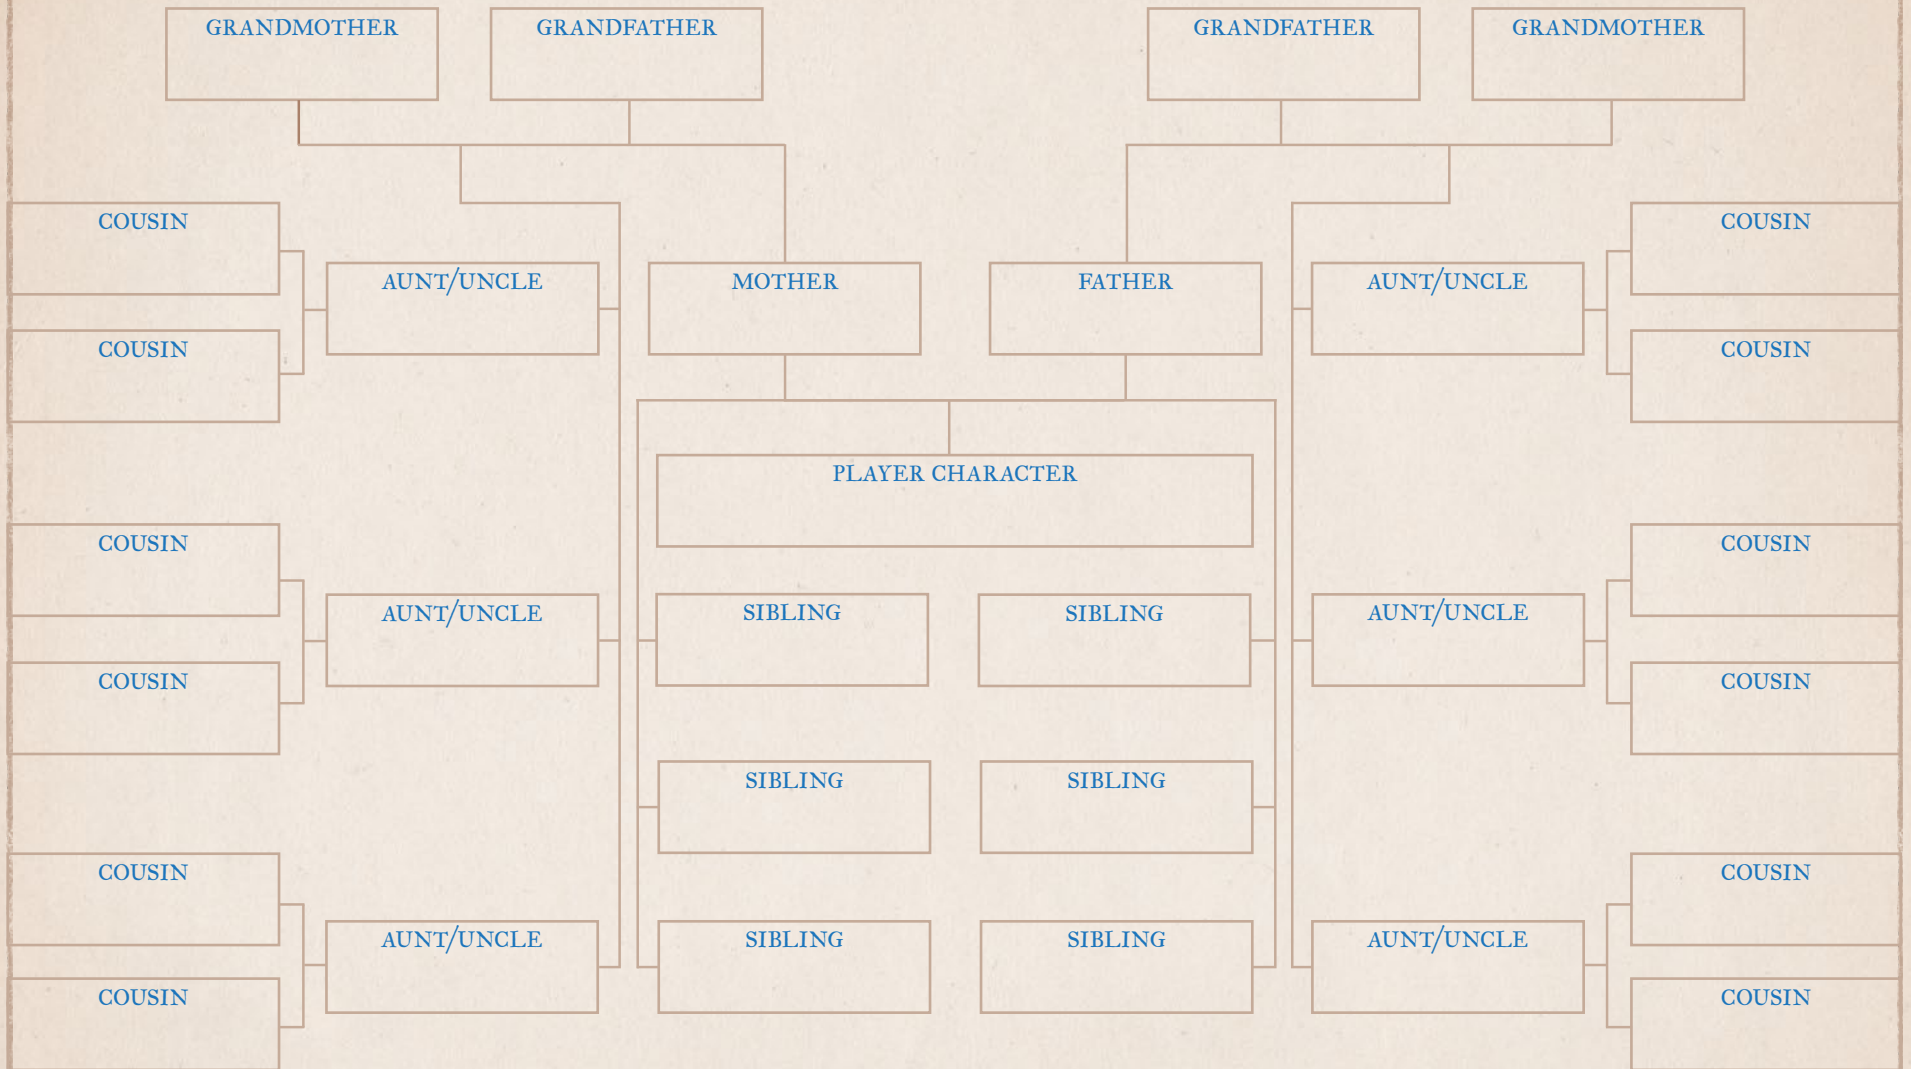 GRANDMOTHER
GRANDFATHER
GRANDFATHER
GRANDMOTHER
COUSIN
COUSIN
AUNT/UNCLE
MOTHER
FATHER
AUNT/UNCLE
COUSIN
COUSIN
PLAYER CHARACTER
COUSIN
COUSIN
AUNT/UNCLE
SIBLING
SIBLING
AUNT/UNCLE
COUSIN
COUSIN
SIBLING
SIBLING
COUSIN
COUSIN
AUNT/UNCLE
SIBLING
SIBLING
AUNT/UNCLE
COUSIN
COUSIN